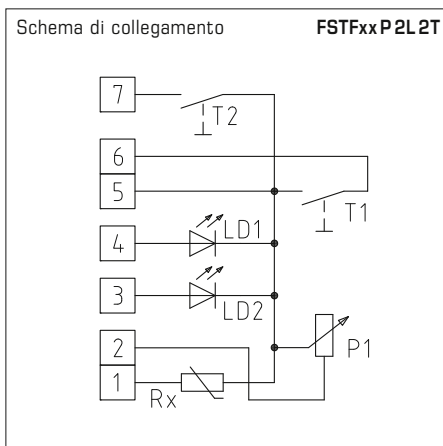 Schema di collegamento FSTFxx P 2L 2T
7
T2
6
5
T1
4
LD1
3
LD2
2
P1
1
Rx